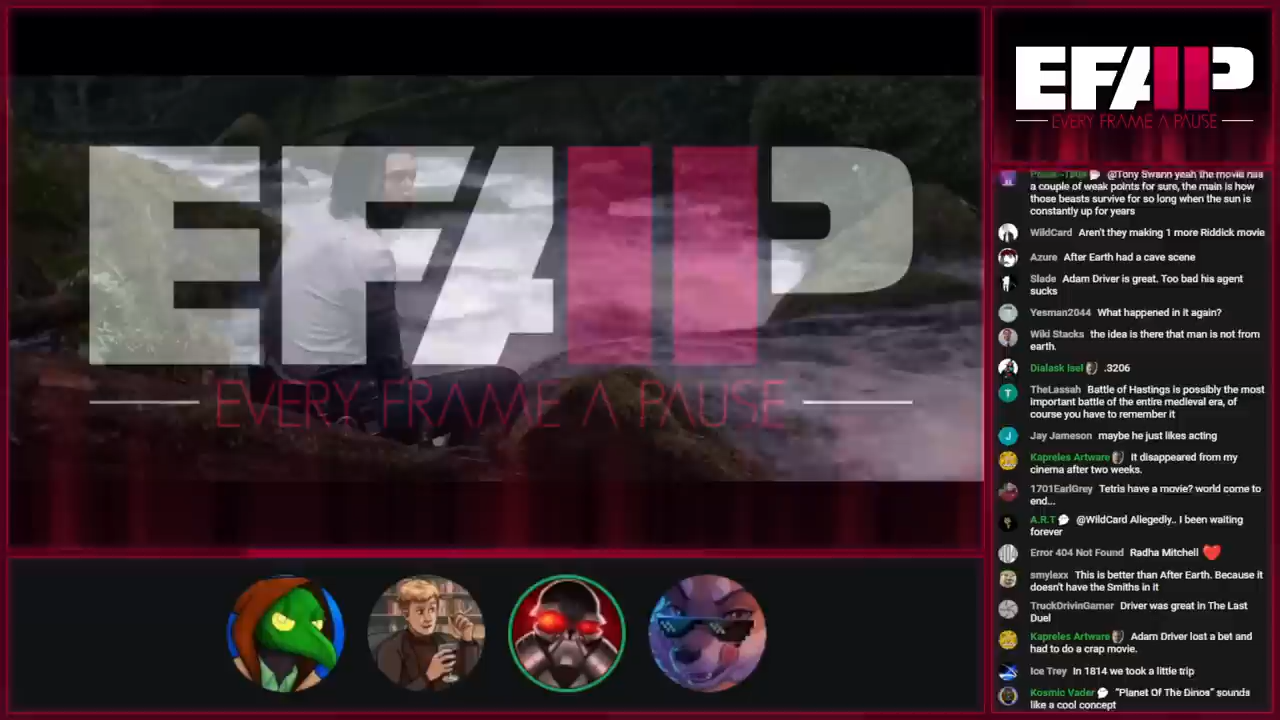 EFAP
EVERY FRAME A PAUSE
EFAP
EVERY FRAME A PAUSE
@Tony Swann yeah the movie has
a couple of weak points for sure, the main is how
those beasts survive for so long when the sun is
constantly up for years
WildCard Aren't they making 1 more Riddick movie
Azure After Earth had a cave scene
Slade Adam Driver is great. Too bad his agent
sucks
Yesman2044 What happened in it again?
Wiki Stacks the idea is there that man is not from
earth.
Dialask Isel .3206
TheLassah Battle of Hastings is possibly the most
important battle of the entire medieval era, of
course you have to remember it
Jay Jameson maybe he just likes acting
Kapreles Artware It disappeared from my
cinema after two weeks.
1701EarlGrey Tetris have a movie? world come to
end...
A.R.T @WildCard Allegedly.. I been waiting
forever
Error 404 Not Found Radha Mitchell
smylexx This is better than After Earth. Because it
doesn't have the Smiths in it
TruckDrivinGamer Driver was great in The Last
Duel
Kapreles Artware Adam Driver lost a bet and
had to do a crap movie.
Ice Trey In 1814 we took a little trip
Kosmic Vader "Planet Of The Dinos" sounds
like a cool concept